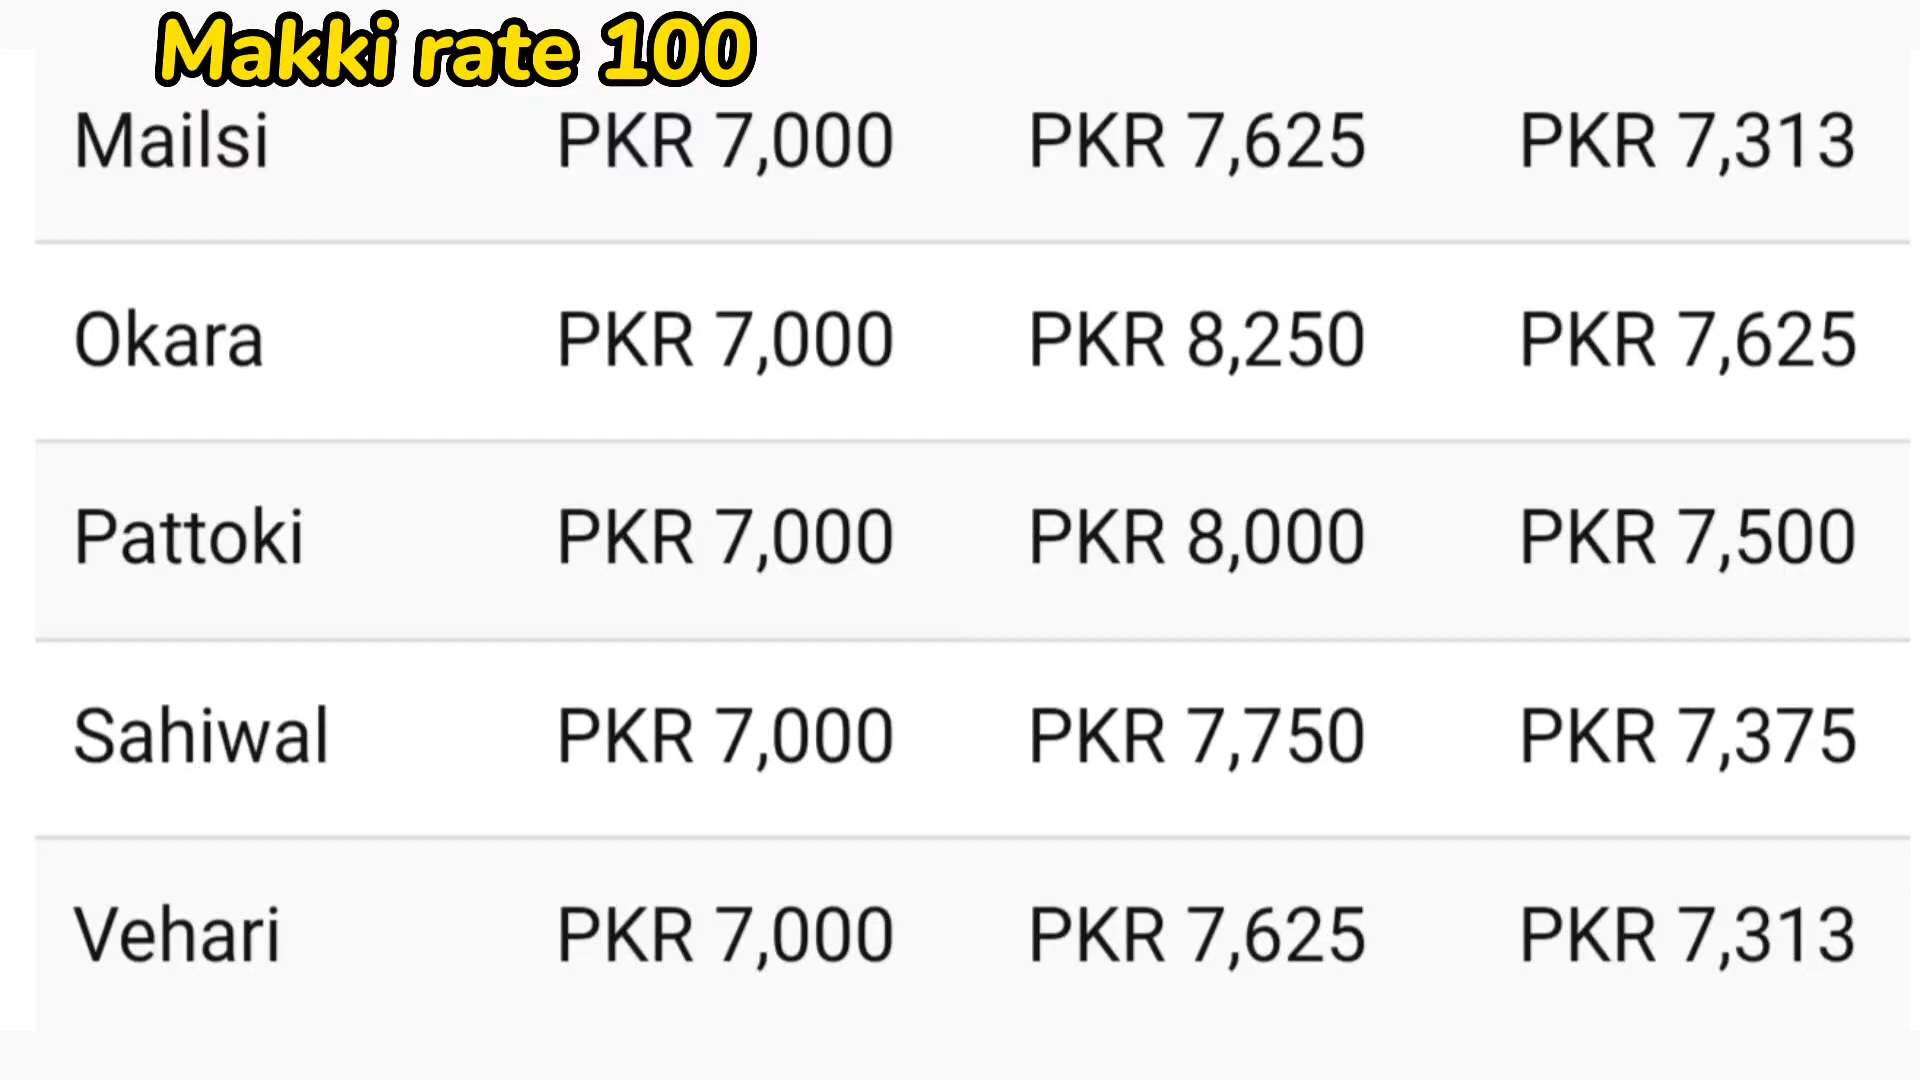 Makki rate 100
Mailsi PKR 7,000 PKR 7,625 PKR 7,313
Okara PKR 7,000 PKR 8,250 PKR 7,625
Pattoki PKR 7,000 PKR 8,000 PKR 7,500
Sahiwal PKR 7,000 PKR 7,750 PKR 7,375
Vehari PKR 7,000 PKR 7,625 PKR 7,313